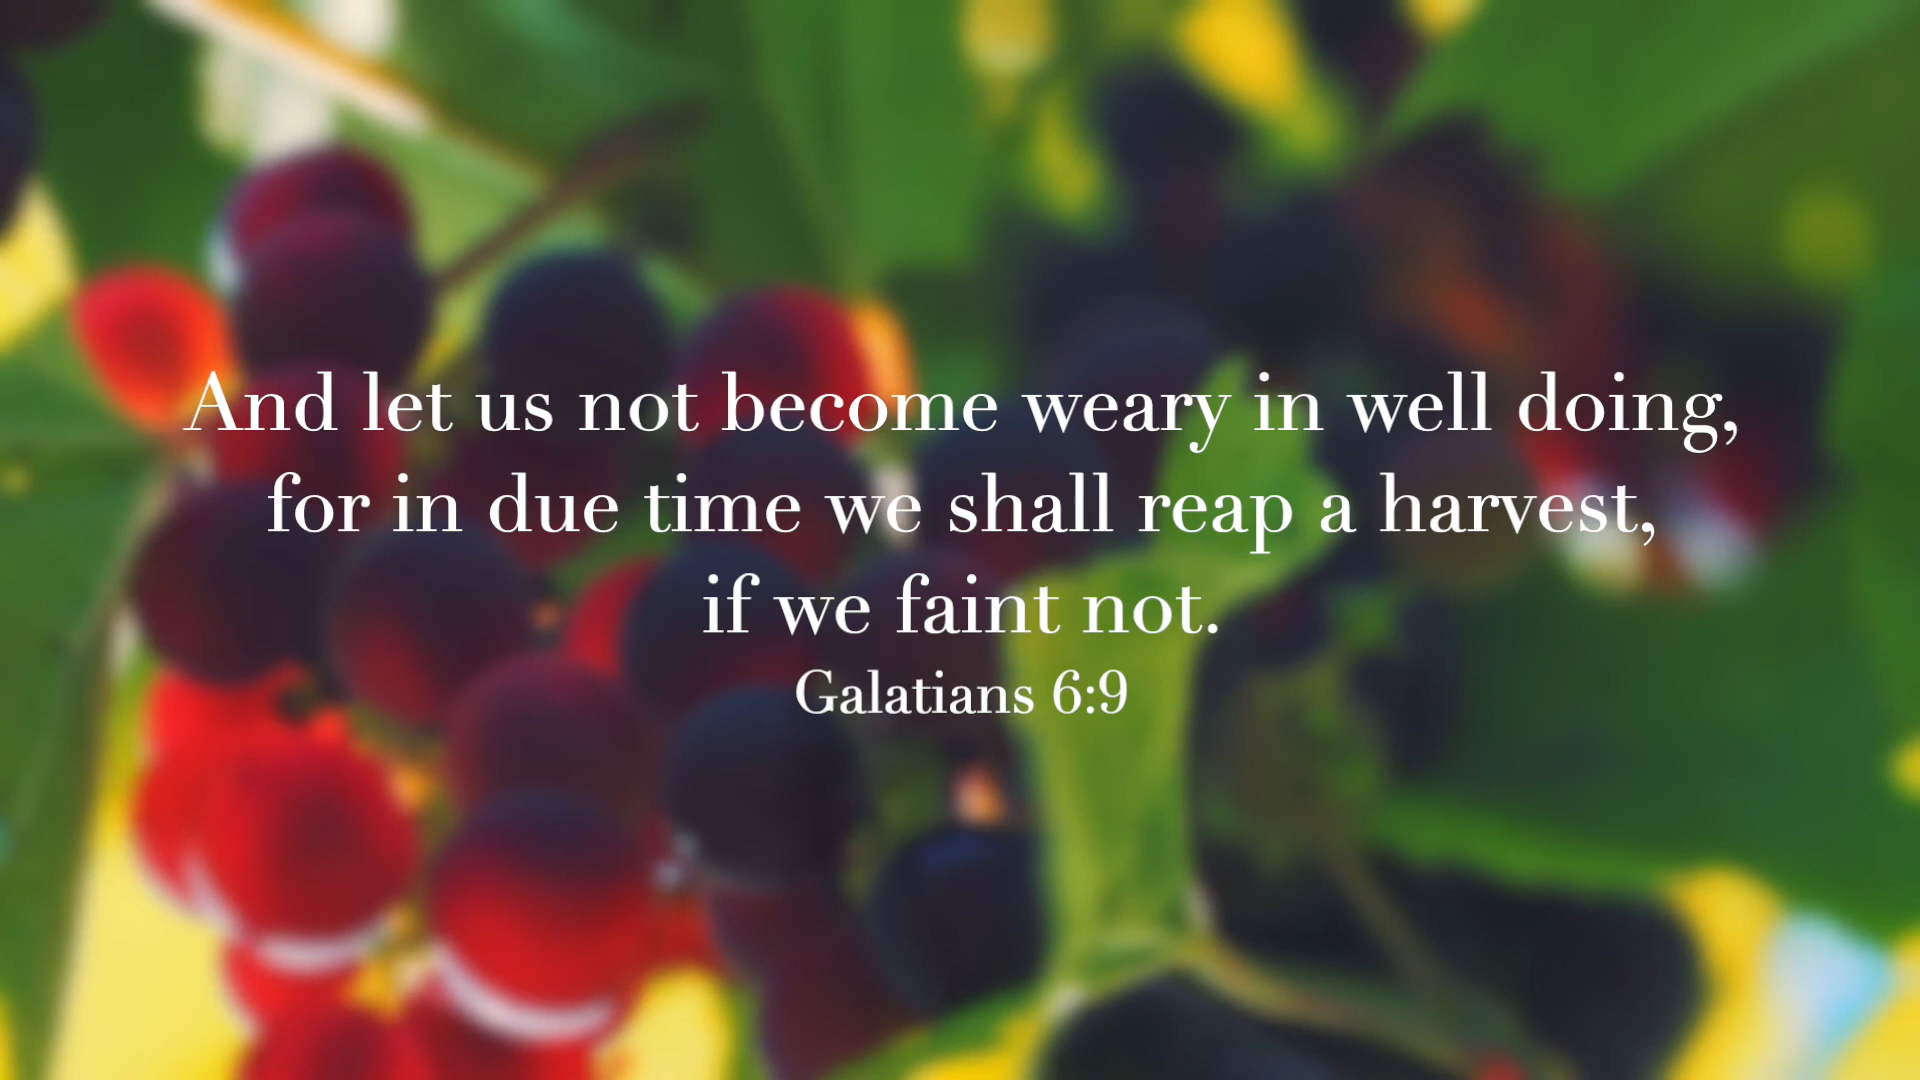 And let us not become weary in well doing,
for in due time we shall reap a harvest,
if we faint not.
Galatians 6:9